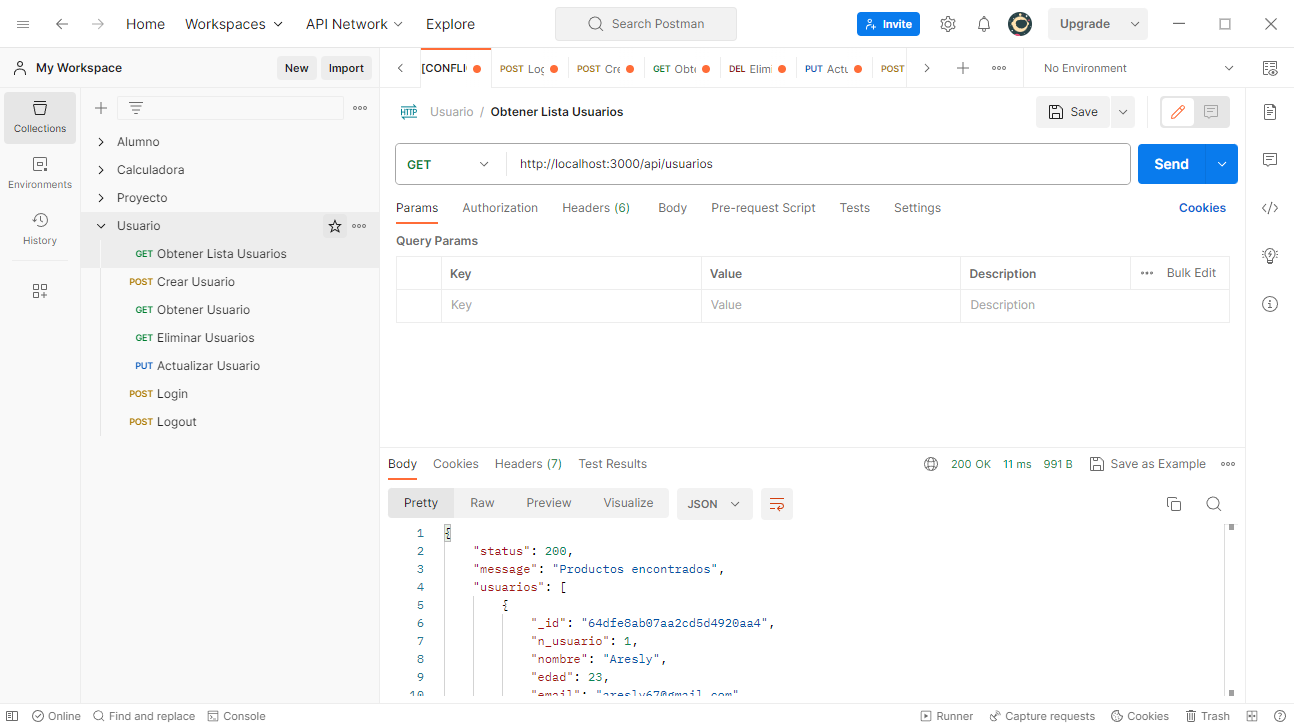 Home Workspaces API Network Explore Search Postman Invite Upgrade
My Workspace New Import
[CONFLI POST Lo POST Cre GET Obte DEL Elimi PUT Actu POST No Environment
Collections
Environments
History
Alumno
Calculadora
Proyecto
Usuario
GET Obtener Lista Usuarios
POST Crear Usuario
GET Obtener Usuario
GET Eliminar Usuarios
PUT Actualizar Usuario
POST Login
POST Logout
HTTP Usuario / Obtener Lista Usuarios Save
GET http://localhost:3000/api/usuarios Send
Params Authorization Headers (6) Body Pre-request Script Tests Settings Cookies
Query Params
Key Value Description Bulk Edit
Key Value Description
Body Cookies Headers (7) Test Results 200 OK 11 ms 991 B Save as Example
Pretty Raw Preview Visualize JSON
1 {
2 "status": 200,
3 "message": "Productos encontrados",
4 "usuarios": [
5 {
6 "_id": "64dfe8ab07aa2cd5d4920aa4",
7 "n_usuario": 1,
8 "nombre": "Aresly",
9 "edad": 23,
10 "email": "aresly67@gmail.com"
Online Find and replace Console Runner Capture requests Cookies Trash